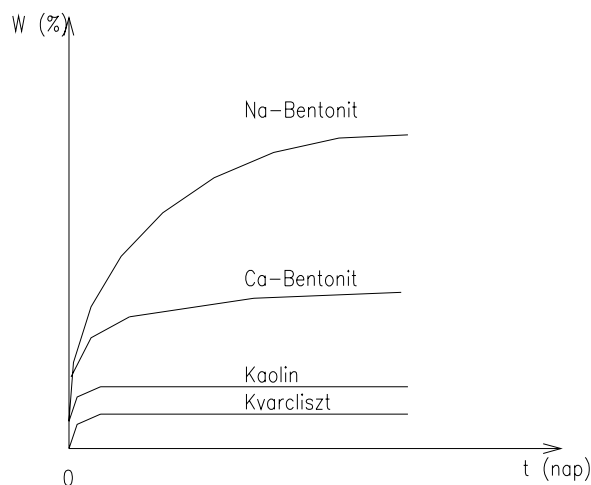 W (%)
Na-Bentonit
Ca-Bentonit
Kaolin
Kvarcliszt
t (nap)
0